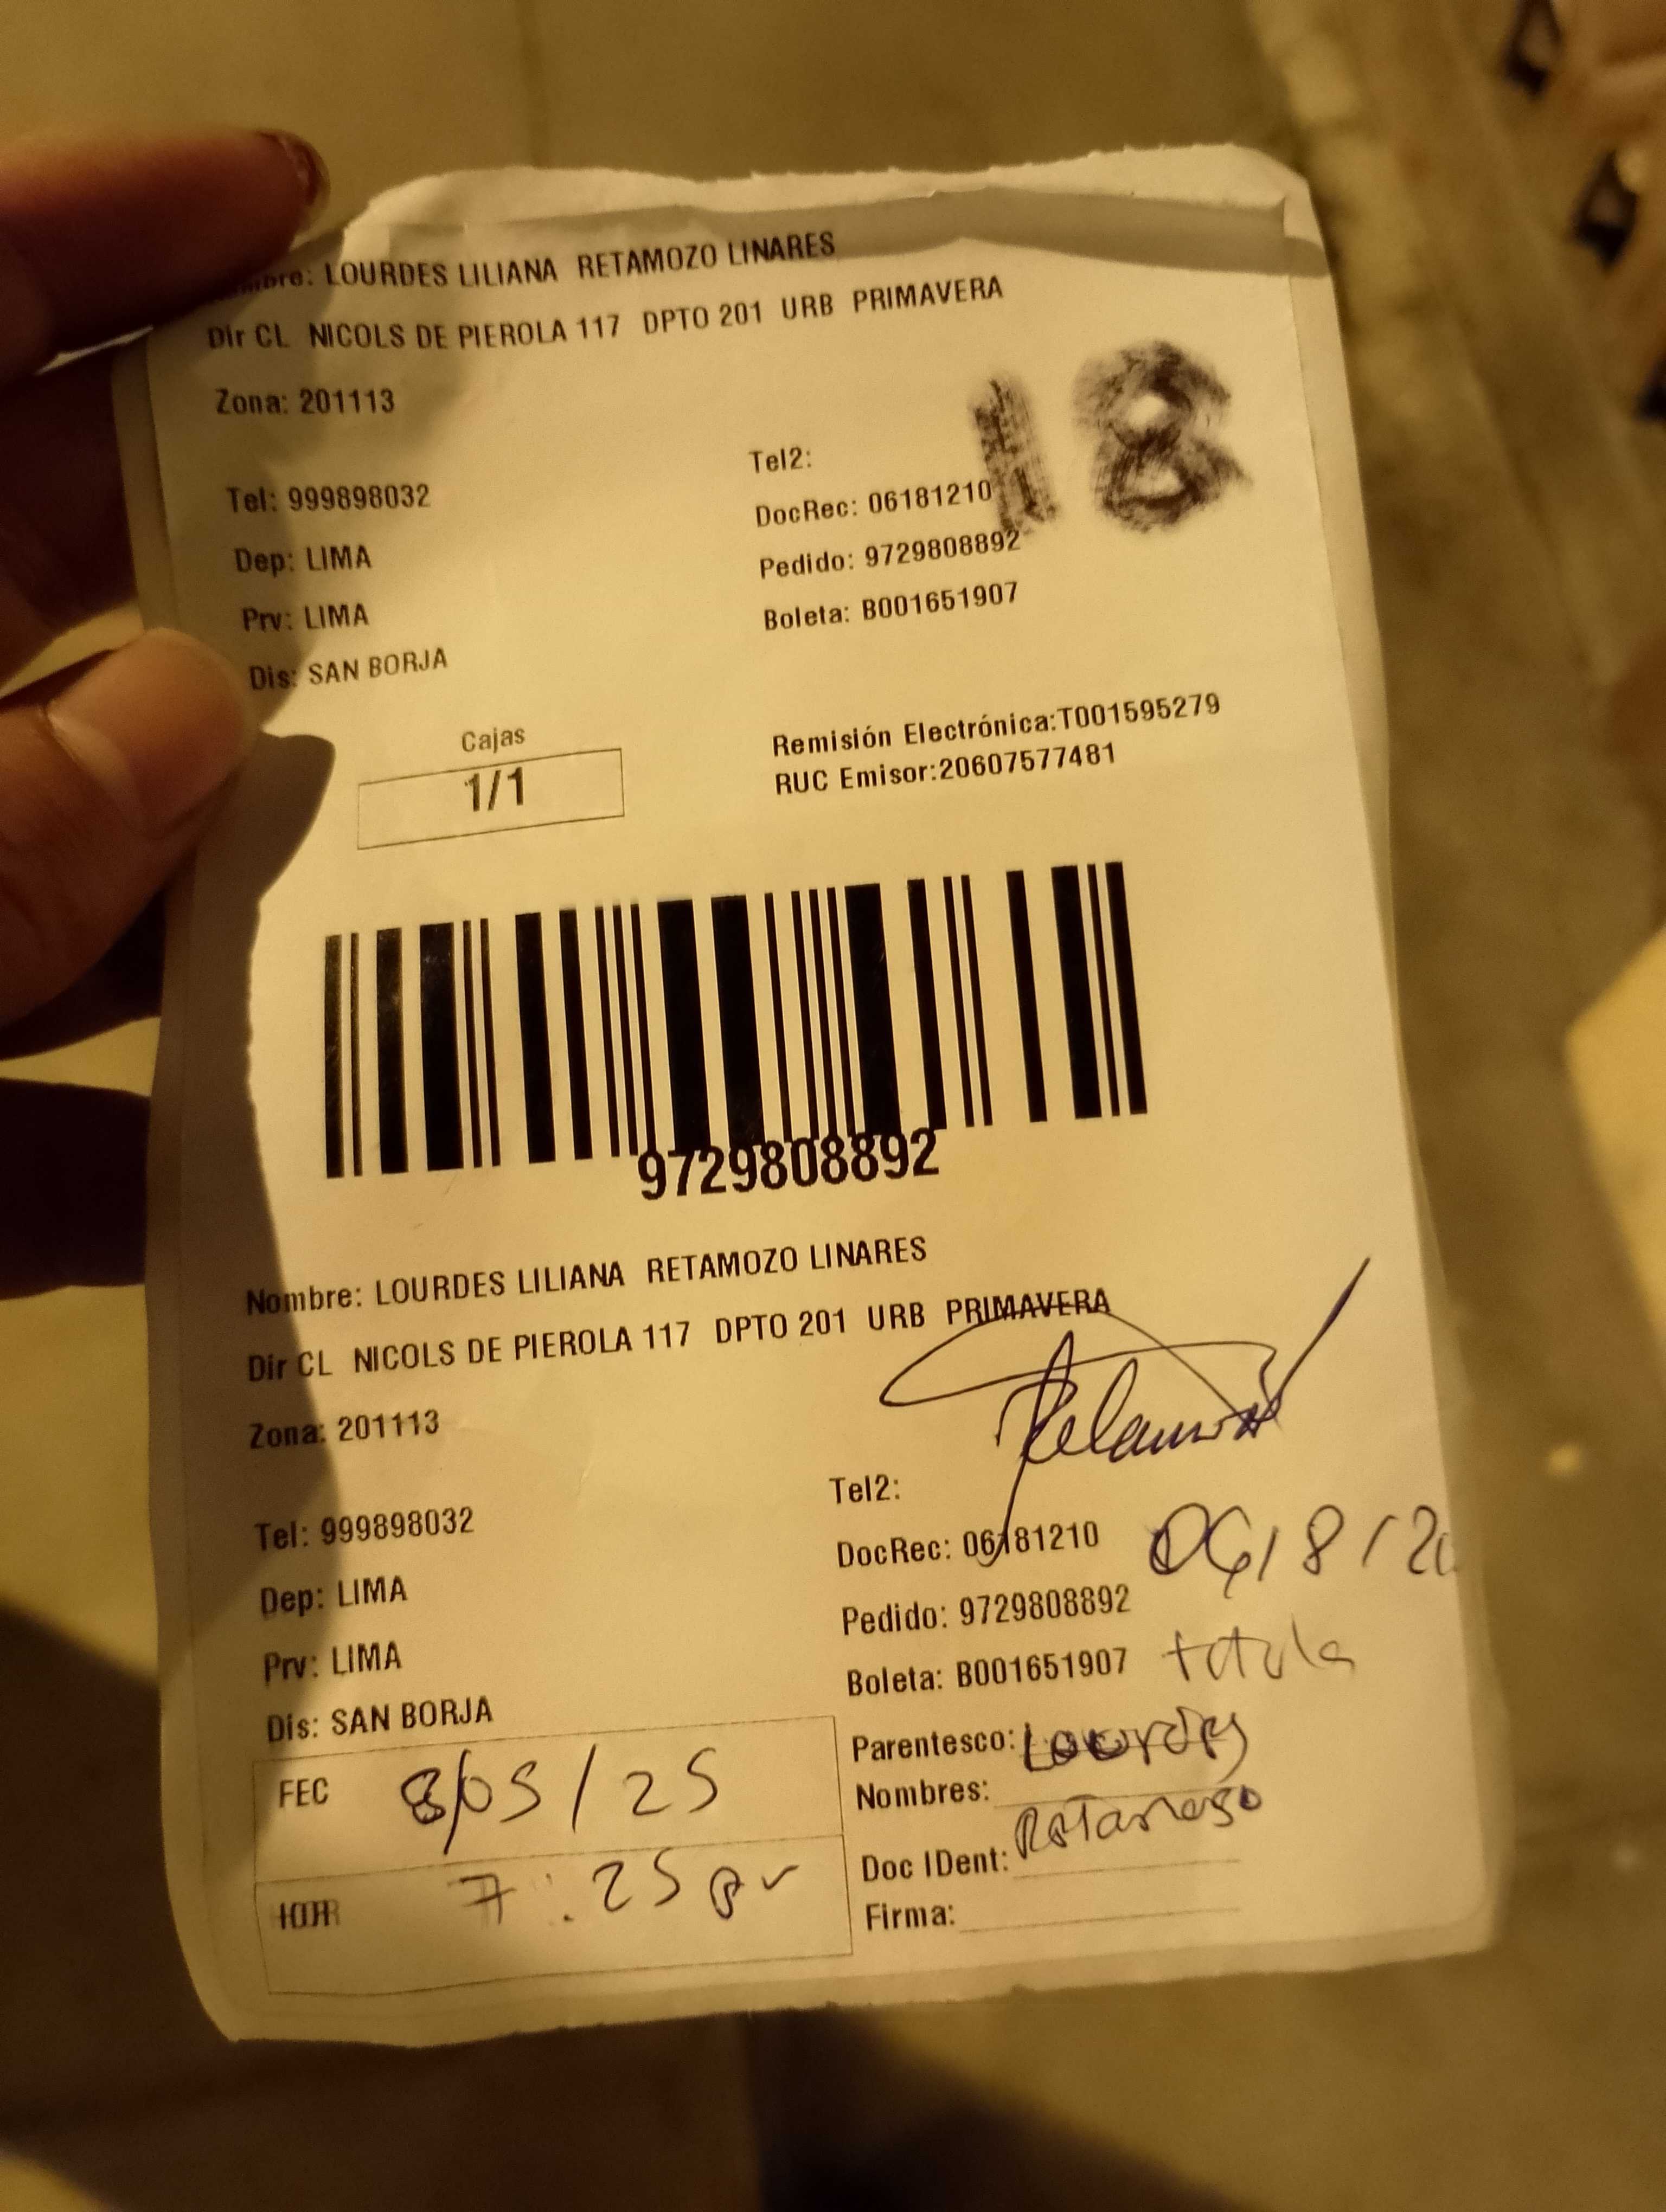 Nombre: LOURDES LILIANA RETAMOZO LINARES
Dir CL NICOLS DE PIEROLA 117 DPTO 201 URB PRIMAVERA
Zona: 201113
18
Tel2:
Tel: 999898032
DocRec: 06181210
Dep: LIMA
Pedido: 9729808892
Prv: LIMA
Boleta: B001651907
Dis: SAN BORJA
Cajas
1/1
Remisión Electrónica:T001595279
RUC Emisor:20607577481
9729808892
Nombre: LOURDES LILIANA RETAMOZO LINARES
Dir CL NICOLS DE PIEROLA 117 DPTO 201 URB PRIMAVERA
Zona: 201113
Tel2:
Tel: 999898032
DocRec: 06181210
Dep: LIMA
Pedido: 9729808892
Prv: LIMA
Boleta: B001651907
Dis: SAN BORJA
FEC 8/05/25
Parentesco: Lourdes
Nombres:
Retamozo
Doc IDent:
HOR 7:25
Firma: